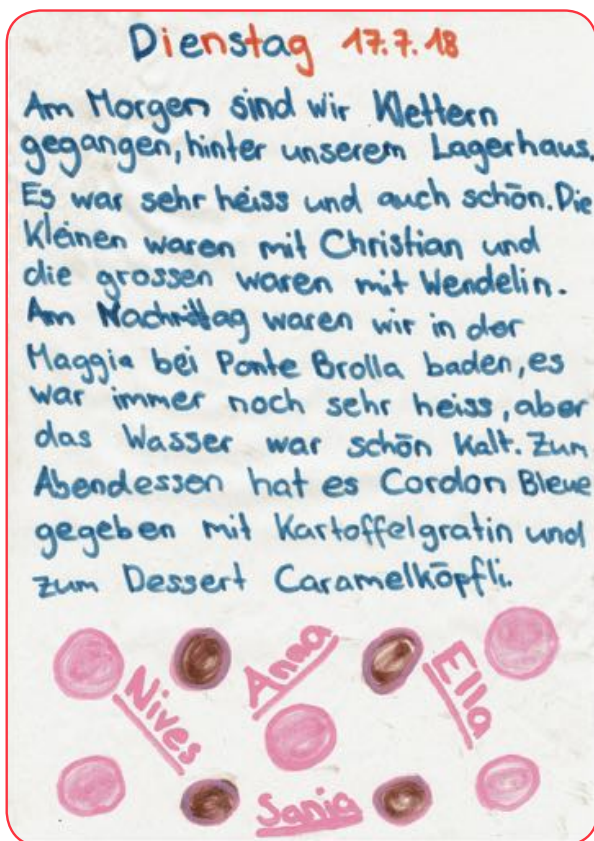 Dienstag 17.7.18
Am Morgen sind wir Klettern
gegangen, hinter unserem Lagerhaus.
Es war sehr heiss und auch schön. Die
Kleinen waren mit Christian und
die grossen waren mit Wendelin.
Am Nachmittag waren wir in der
Maggia bei Ponte Brolla baden, es
war immer noch sehr heiss, aber
das Wasser war schön kalt. Zum
Abendessen hat es Cordon Bleue
gegeben mit Kartoffelgratin und
zum Dessert Caramelköpfli.
Nives
Anna
Ella
Sania